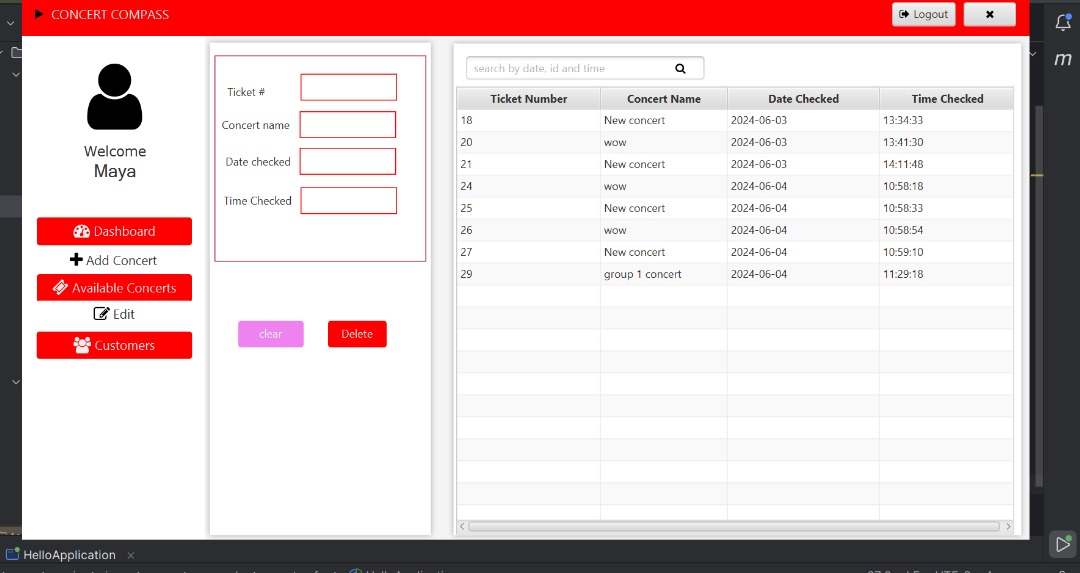 CONCERT COMPASS
Logout
Welcome
Maya
Dashboard
Add Concert
Available Concerts
Edit
Customers
Ticket #
Concert name
Date checked
Time Checked
clear
Delete
search by date, id and time
Ticket Number Concert Name Date Checked Time Checked
18 New concert 2024-06-03 13:34:33
20 wow 2024-06-03 13:41:30
21 New concert 2024-06-03 14:11:48
24 wow 2024-06-04 10:58:18
25 New concert 2024-06-04 10:58:33
26 wow 2024-06-04 10:58:54
27 New concert 2024-06-04 10:59:10
29 group 1 concert 2024-06-04 11:29:18
m
HelloApplication